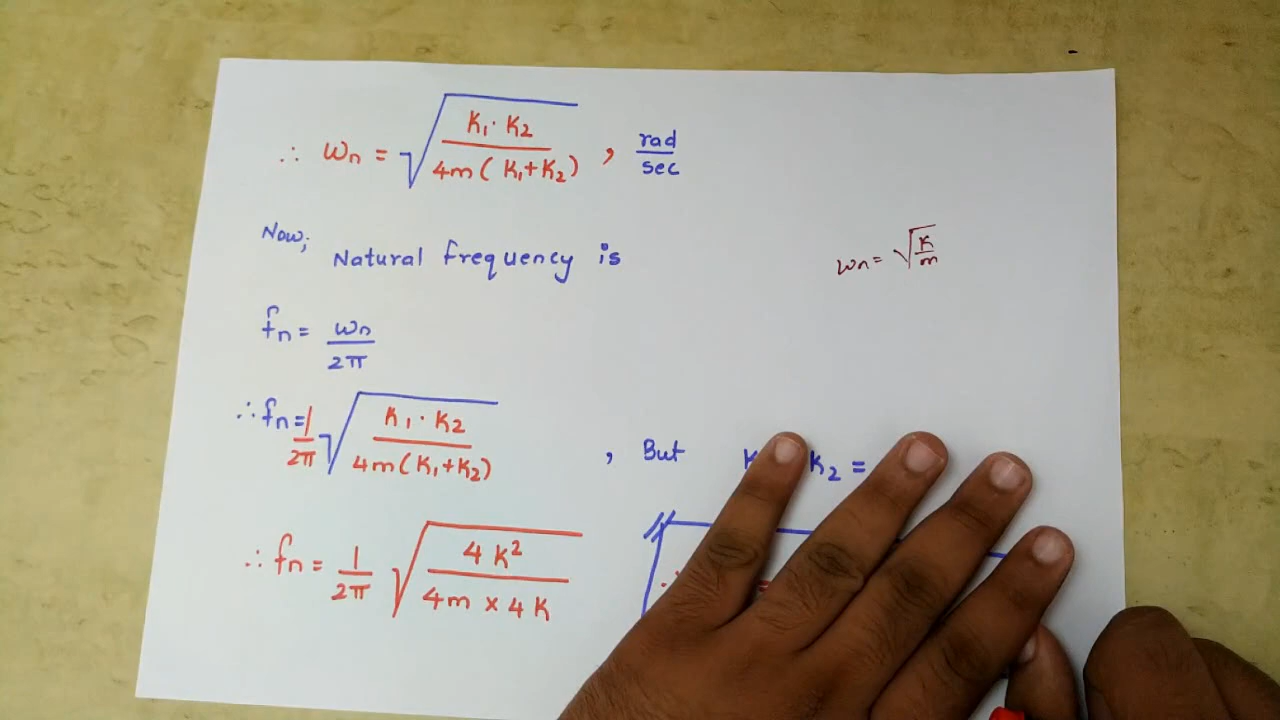 ∴ ωn = √(K1 · K2 / 4m (K1+K2)) , rad/sec
Now; Natural frequency is
ωn = √(K/m)
fn = ωn/2π
∴ fn = 1/2π √(K1 · K2 / 4m (K1+K2)) , But K2 =
∴ fn = 1/2π √(4K² / 4m × 4K)